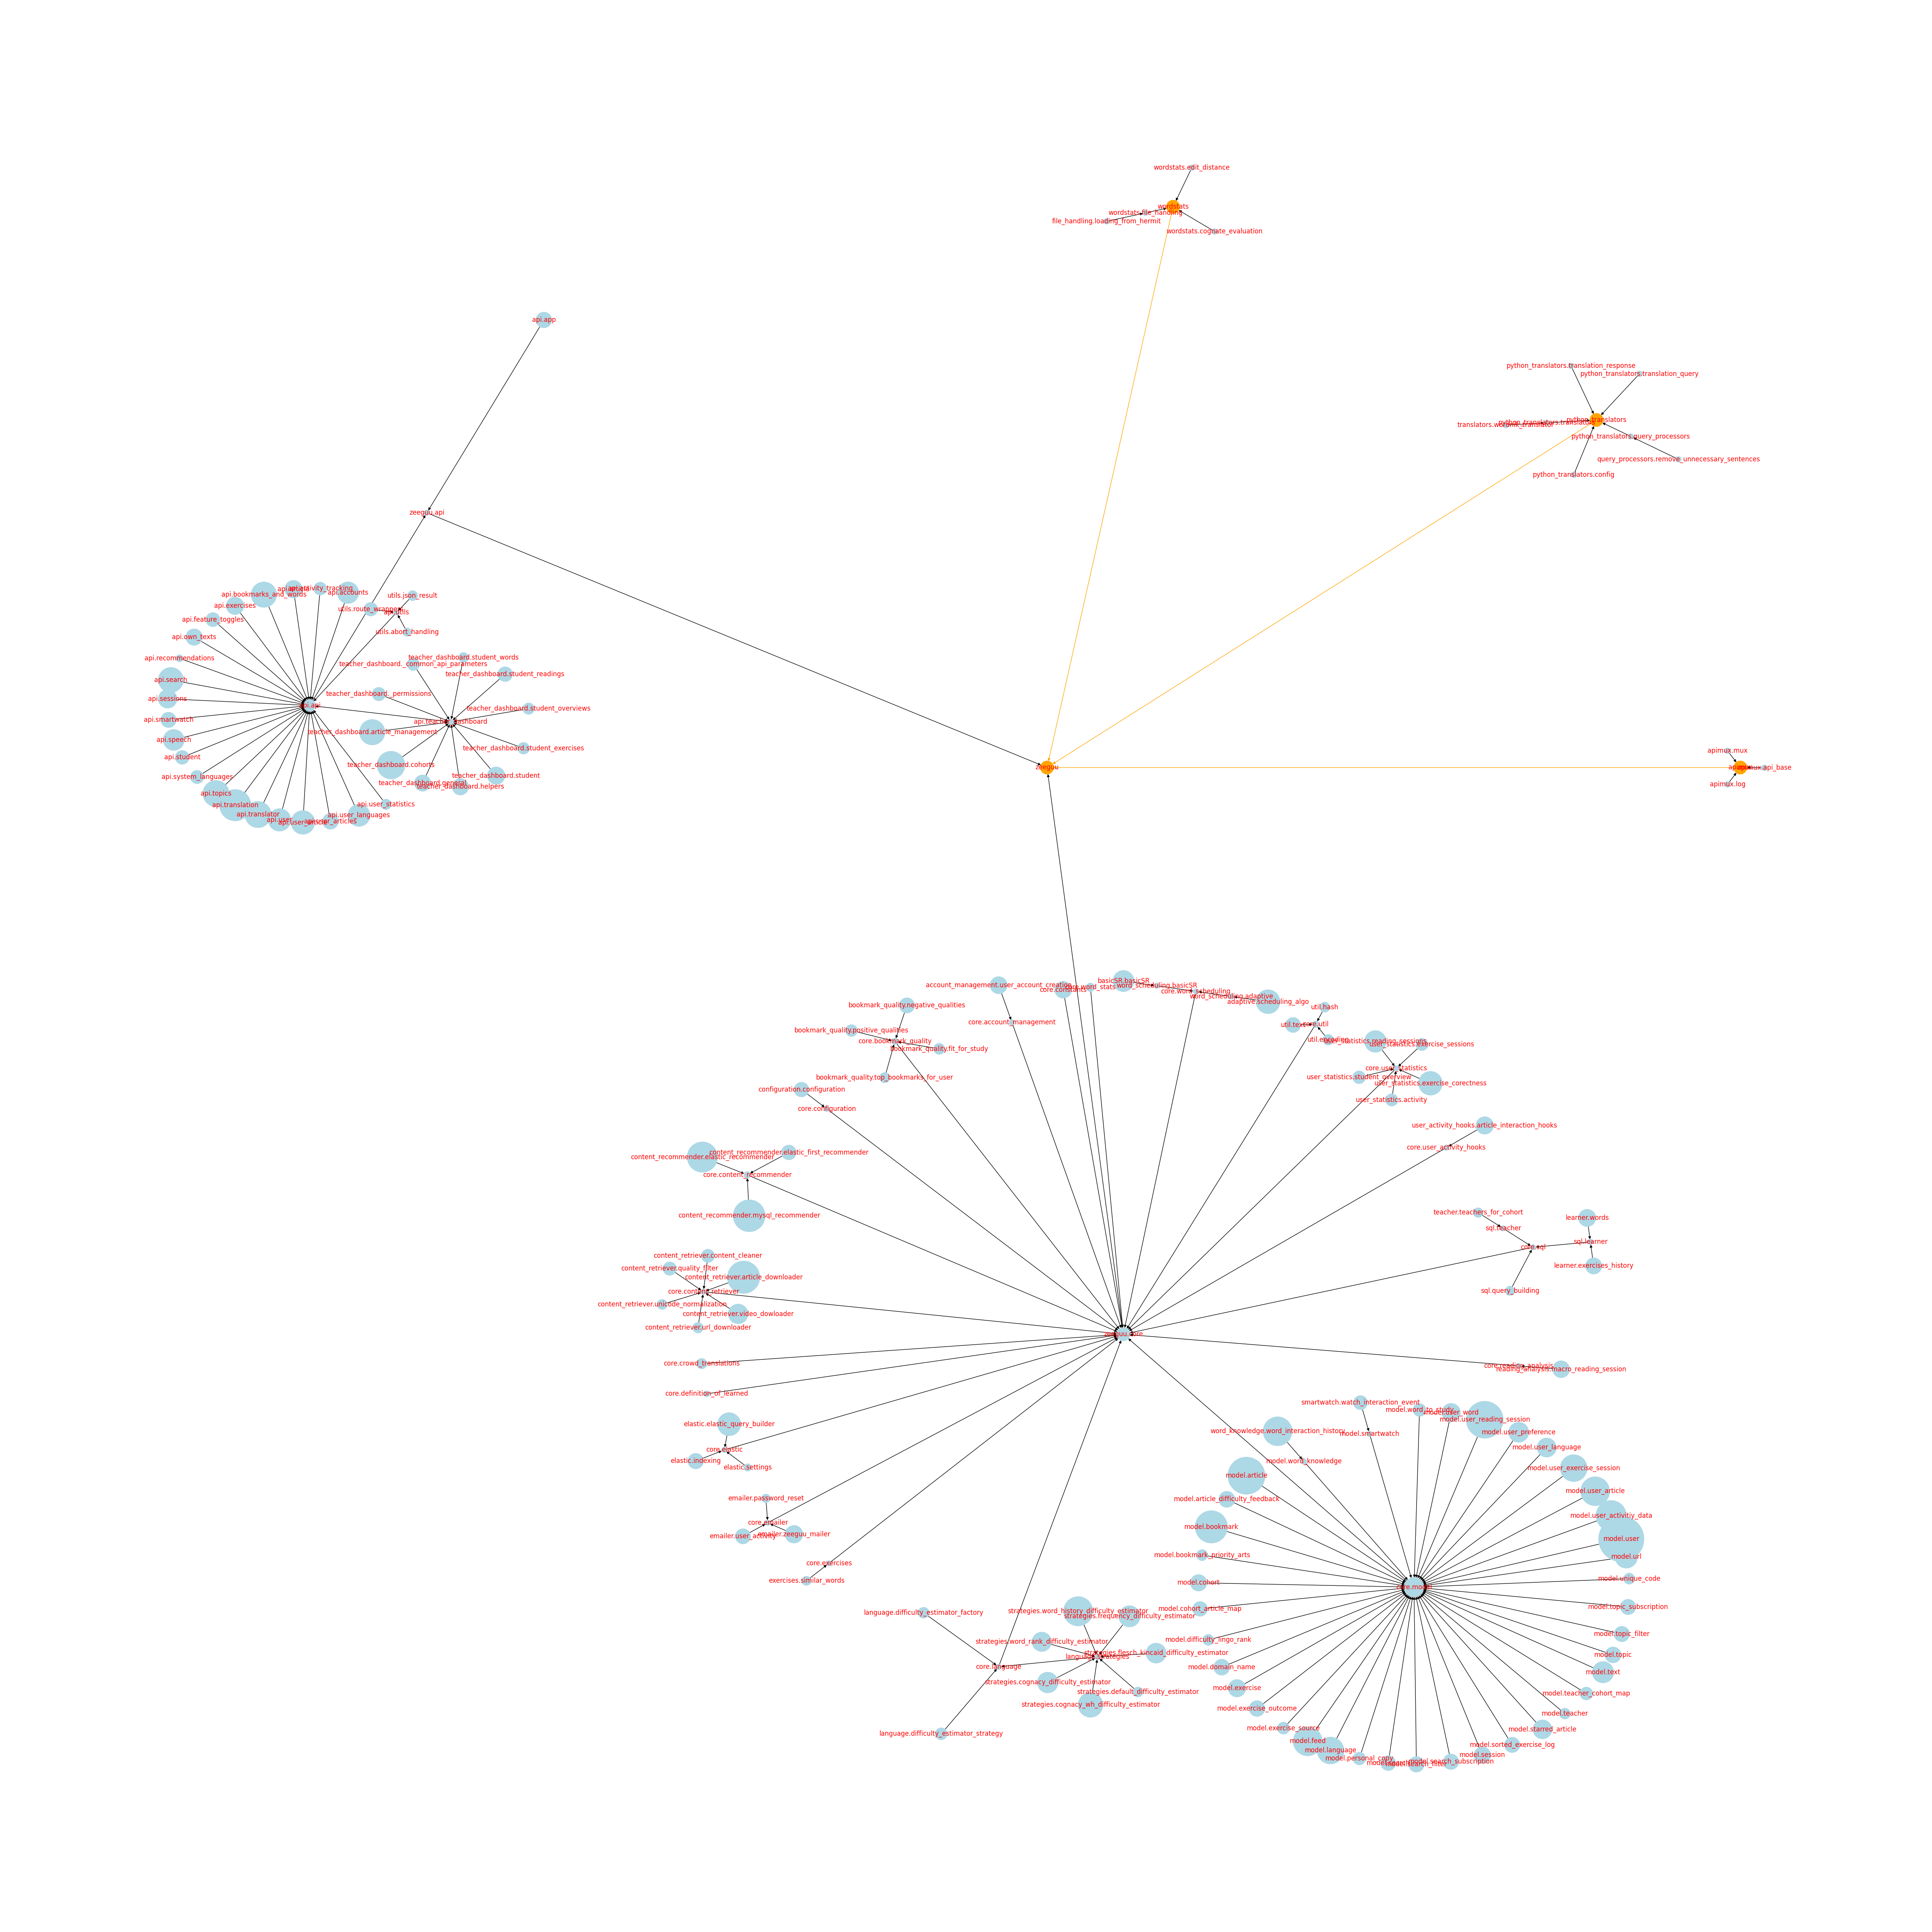 wordstats.edit_distance
wordstats
wordstats.file_handling
file_handling.loading_from_hermit
wordstats.cognate_evaluation
api.app
python_translators.translation_response
python_translators.translation_query
python_translators
query_processors.remove_unnecessary_sentences
python_translators.query_processors
python_translators.config
zeeguu.api
api.activity_tracking
api.accounts
api.bookmarks_and_words
api.exercises
utils.json_result
utils.route_wrapper
api.feature_toggles
utils.abort_handling
api.own_texts
api.recommendations
teacher_dashboard.student_words
teacher_dashboard._common_api_parameters
teacher_dashboard.student_readings
api.search
teacher_dashboard._permissions
api.sessions
api.api
teacher_dashboard.student_overviews
api.smartwatch
api.teacher_dashboard
teacher_dashboard.article_management
api.speech
teacher_dashboard.student_exercises
api.student
teacher_dashboard.cohorts
api.system_languages
teacher_dashboard.student
teacher_dashboard.general
teacher_dashboard.helpers
api.topics
api.translation
api.user_statistics
api.translator
api.user_languages
api.user
apimux.mux
zeeguu
apimux.log
basicSR.basicSR
account_management.user_account_creation
core.constants
core.word_stats
word_scheduling.basicSR
core.word_scheduling
word_scheduling.adaptive
adaptive.scheduling_algo
bookmark_quality.negative_qualities
util.hash
core.account_management
util.text
core.util
bookmark_quality.positive_qualities
core.bookmark_quality
bookmark_quality.fit_for_study
util.encoding
user_statistics.reading_sessions
user_statistics.exercise_sessions
core.user_statistics
bookmark_quality.top_bookmarks_for_user
user_statistics.student_overview
user_statistics.exercise_corectness
configuration.configuration
user_statistics.activity
core.configuration
user_activity_hooks.article_interaction_hooks
core.user_activity_hooks
content_recommender.elastic_first_recommender
content_recommender.elastic_recommender
core.content_recommender
content_recommender.mysql_recommender
teacher.teachers_for_cohort
learner.words
sql.teacher
sql.learner
core.sql
content_retriever.content_cleaner
content_retriever.quality_filter
learner.exercises_history
content_retriever.article_downloader
core.content_retriever
sql.query_building
content_retriever.unicode_normalization
content_retriever.video_dowloader
content_retriever.url_downloader
zeeguu.core
core.crowd_translations
core.reading_analysis
reading_analysis.macro_reading_session
core.definition_of_learned
smartwatch.watch_interaction_event
model.word_to_study
model.user_word
model.user_reading_session
elastic.elastic_query_builder
word_knowledge.word_interaction_history
model.smartwatch
model.user_preference
core.elastic
model.user_language
elastic.indexing
elastic.settings
model.word_knowledge
model.user_exercise_session
model.article
model.user_article
emailer.password_reset
model.article_difficulty_feedback
model.user_activitiy_data
core.emailer
model.bookmark
emailer.user_activity
emailer.zeeguu_mailer
model.user
model.bookmark_priority_arts
model.url
core.exercises
exercises.similar_words
model.cohort
model.unique_code
core.model
model.cohort_article_map
model.topic_subscription
language.difficulty_estimator_factory
strategies.word_history_difficulty_estimator
strategies.frequency_difficulty_estimator
model.topic_filter
model.difficulty_lingo_rank
strategies.word_rank_difficulty_estimator
strategies.flesch_kincaid_difficulty_estimator
model.topic
language.strategies
core.language
model.domain_name
model.text
strategies.cognacy_difficulty_estimator
model.exercise
strategies.default_difficulty_estimator
model.teacher_cohort_map
strategies.cognacy_wh_difficulty_estimator
model.exercise_outcome
model.teacher
language.difficulty_estimator_strategy
model.exercise_source
model.starred_article
model.feed
model.sorted_exercise_log
model.language
model.session
model.personal_copy
model.search_subscription
model.search_filter